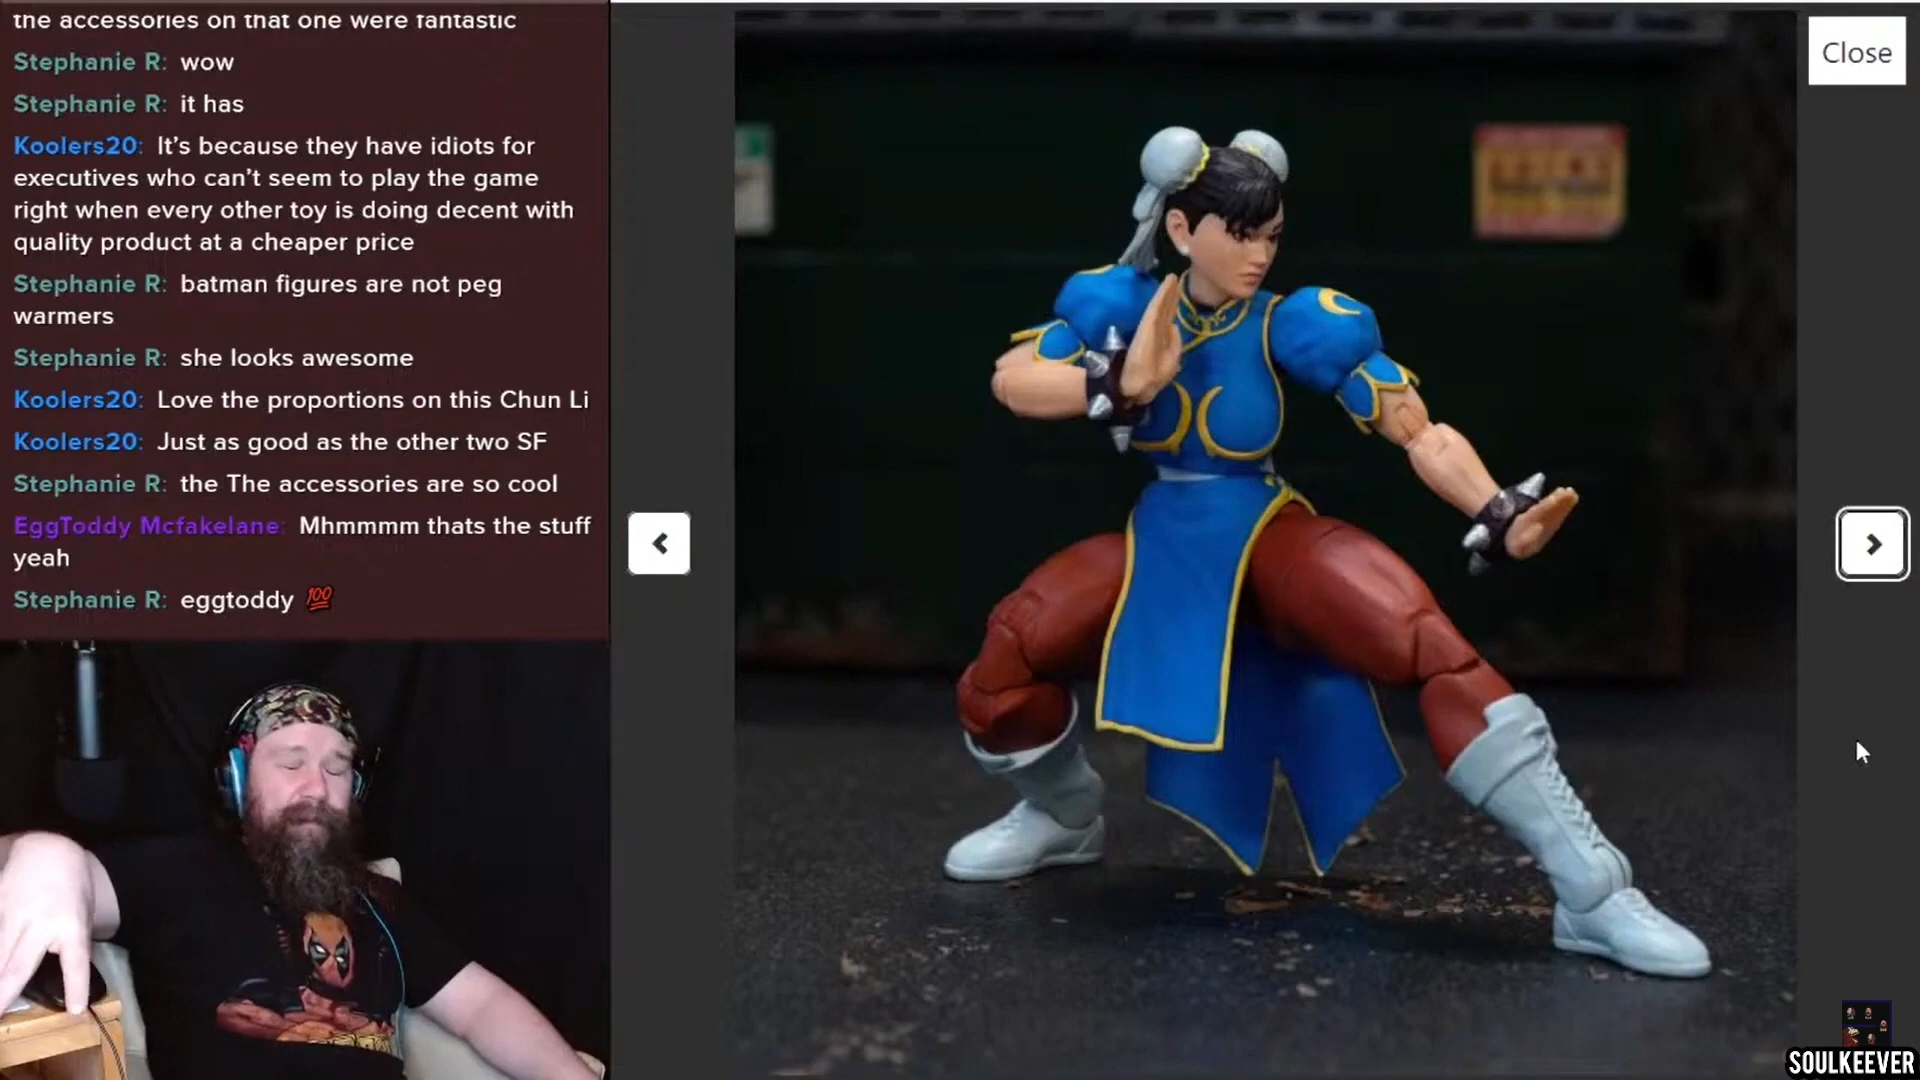 the accessories on that one were fantastic
Stephanie R: wow
Stephanie R: it has
Koolers20: It’s because they have idiots for
executives who can’t seem to play the game
right when every other toy is doing decent with
quality product at a cheaper price
Stephanie R: batman figures are not peg
warmers
Stephanie R: she looks awesome
Koolers20: Love the proportions on this Chun Li
Koolers20: Just as good as the other two SF
Stephanie R: the The accessories are so cool
EggToddy Mcfakelane: Mhmmmm thats the stuff
yeah
Stephanie R: eggtoddy 💯
Close
SOULKEEVER